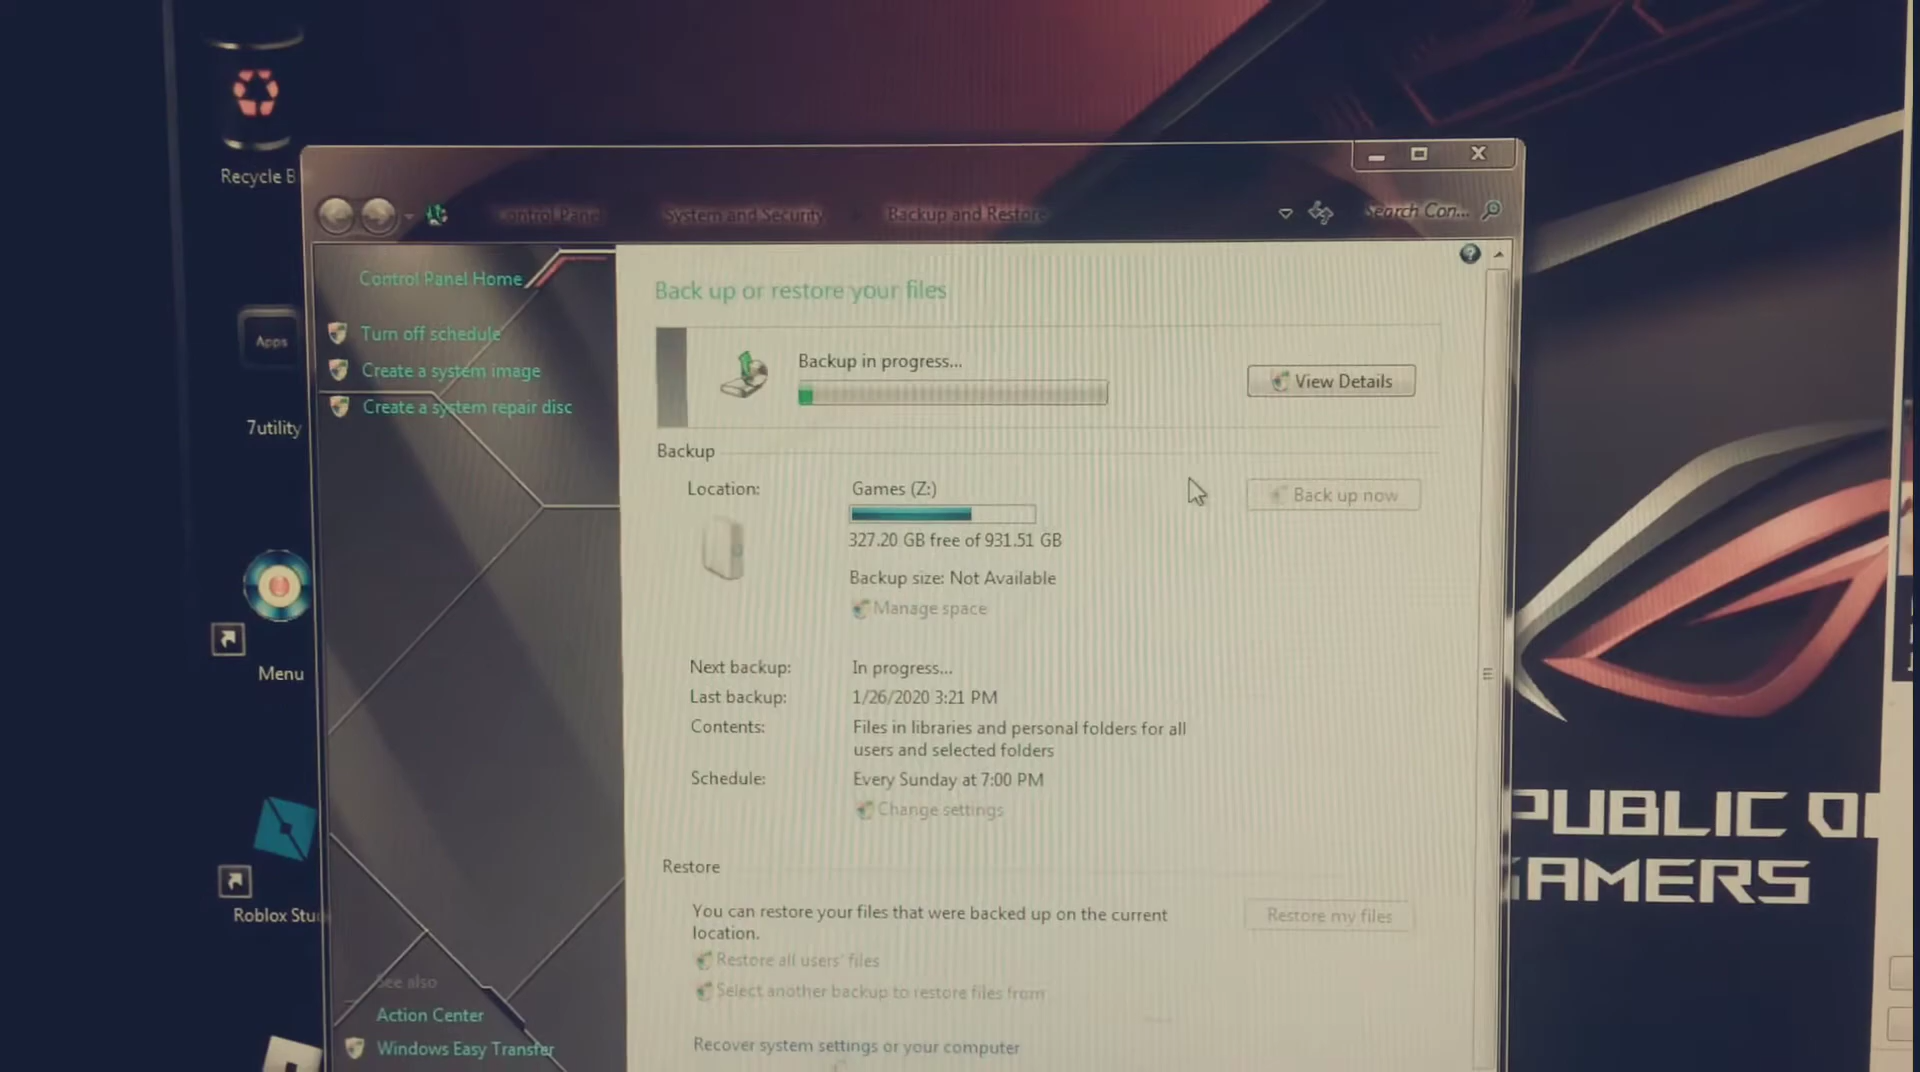 Recycle B
Control Pan
System and Security
Backup and Restore
Search Con...
Control Panel Home
Turn off schedule
Create a system image
Create a system repair disc
Back up or restore your files
Backup in progress...
View Details
Apps
7utility
Backup
Location:
Games (Z:)
Back up now
327.20 GB free of 931.51 GB
Backup size: Not Available
Manage space
Menu
Next backup:
In progress...
Last backup:
1/26/2020 3:21 PM
Contents:
Files in libraries and personal folders for all
users and selected folders
Schedule:
Every Sunday at 7:00 PM
Change settings
PUBLIC OF
GAMERS
Roblox Stu
Restore
You can restore your files that were backed up on the current
location.
Restore my files
Restore all users' files
Select another backup to restore files from
See also
Action Center
Windows Easy Transfer
Recover system settings or your computer